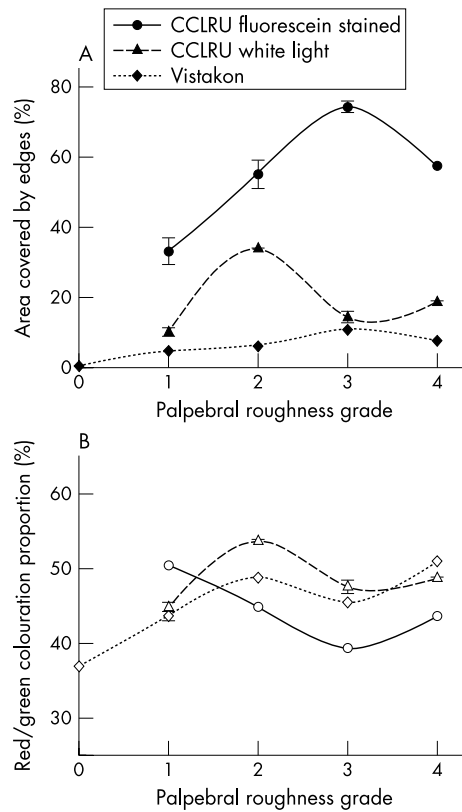 CCLRU fluorescein stained
CCLRU white light
Vistakon
A
80
60
40
20
0
Area covered by edges (%)
0 1 2 3 4
Palpebral roughness grade
B
60
50
40
30
Red/green colouration proportion (%)
0 1 2 3 4
Palpebral roughness grade